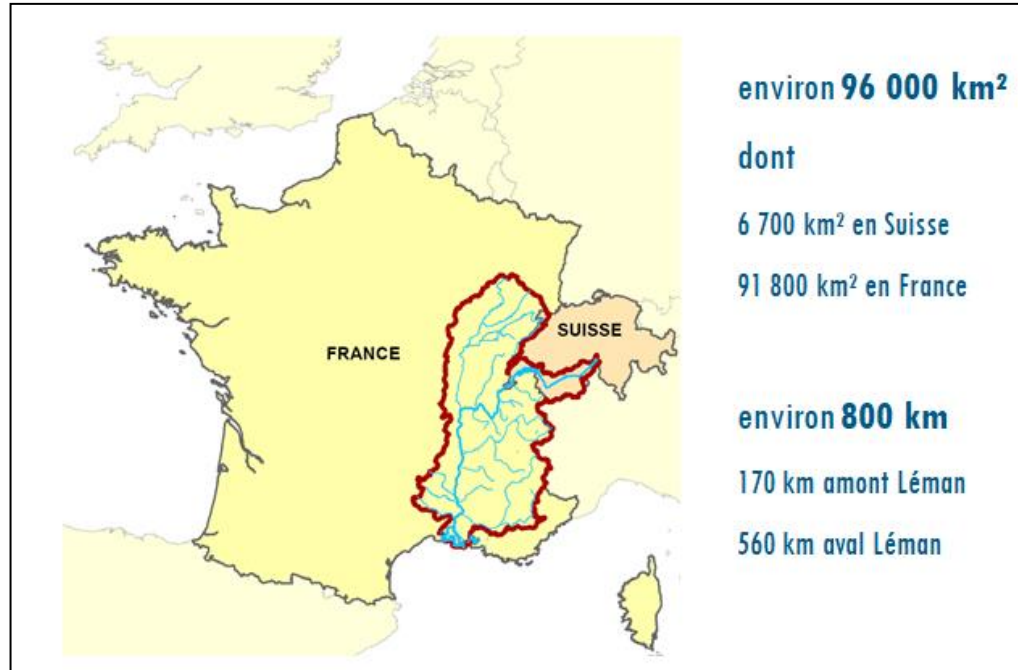 environ 96 000 km²
dont
6 700 km² en Suisse
91 800 km² en France
SUISSE
FRANCE
environ 800 km
170 km amont Léman
560 km aval Léman